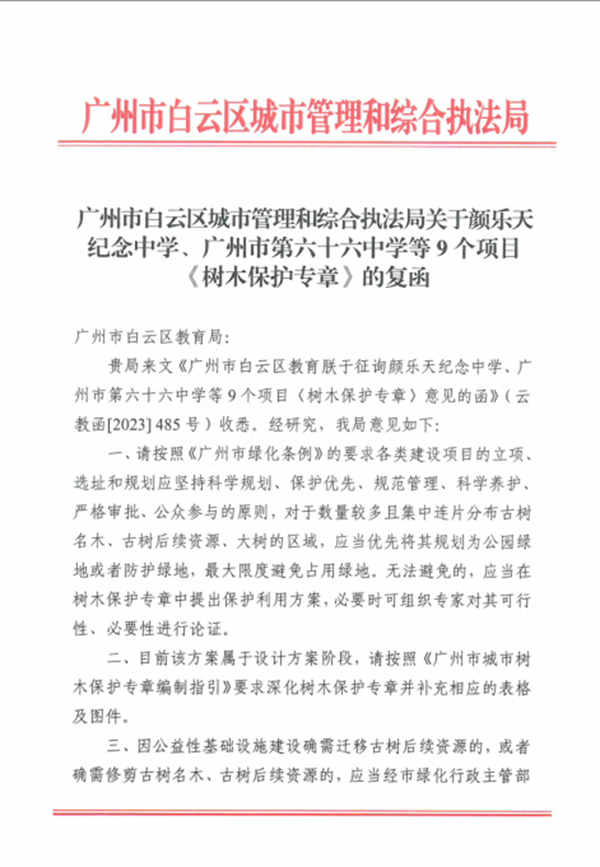 广州市白云区城市管理和综合执法局
广州市白云区城市管理和综合执法局关于颜乐天
纪念中学、广州市第六十六中学等 9 个项目
《树木保护专章》的复函
广州市白云区教育局：
贵局来文《广州市白云区教育朕于征询颜乐天纪念中学、广
州市第六十六中学等9个项目〈树木保护专章〉意见的函》（云
教函[2023] 485 号）收悉。经研究，我局意见如下：
一、请按照《广州市绿化条例》的要求各类建设项目的立项、
选址和规划应坚持科学规划、保护优先、规范管理、科学养护、
严格审批、公众参与的原则，对于数量较多且集中连片分布古树
名木、古树后续资源、大树的区域，应当优先将其规划为公园绿
地或者防护绿地，最大限度避免占用绿地。无法避免的，应当在
树木保护专章中提出保护利用方案，必要时可组织专家对其可行
性、必要性进行论证。
二、目前该方案属于设计方案阶段，请按照《广州市城市树
木保护专章编制指引》要求深化树木保护专章并补充相应的表格
及图件。
三、因公益性基础设施建设确需迁移古树后续资源的，或者
确需修剪古树名木、古树后续资源的，应当经市绿化行政主管部